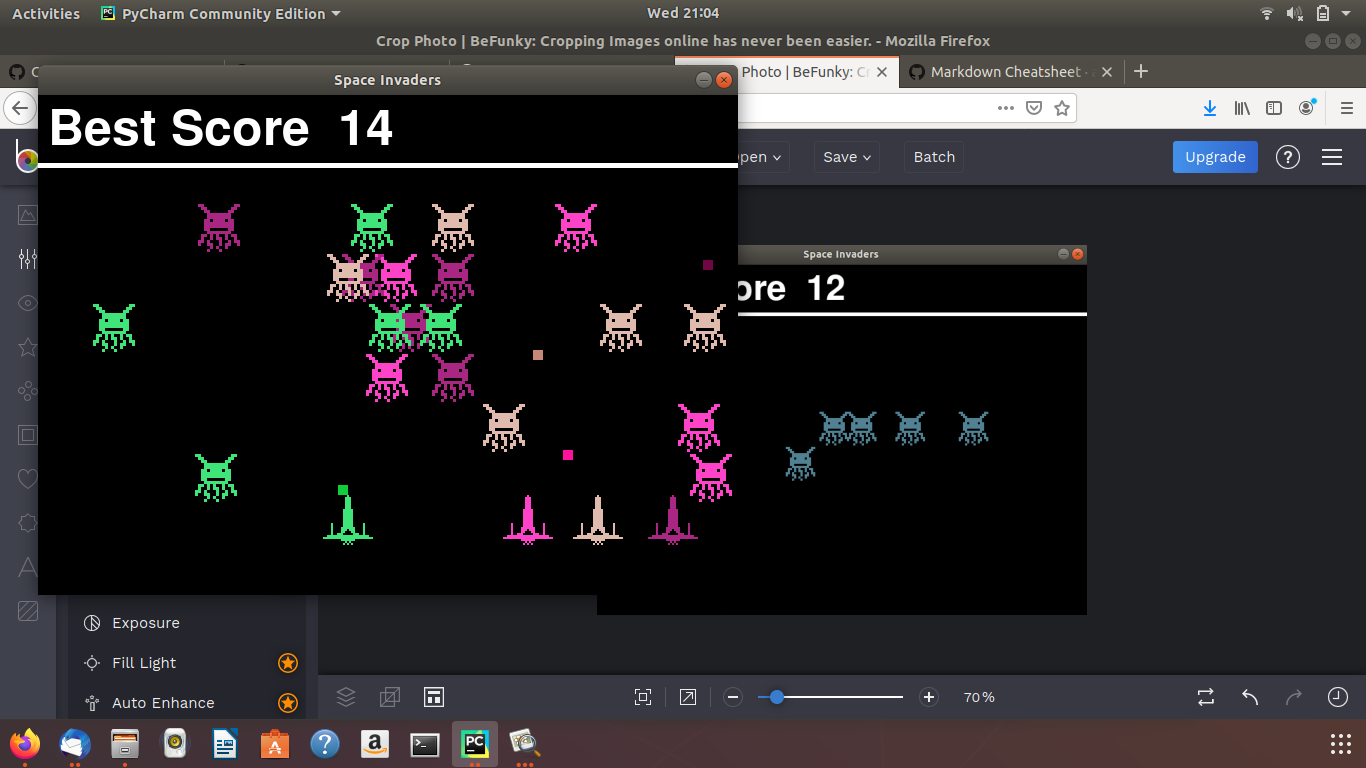 Activities
PyCharm Community Edition
Wed 21:04
Crop Photo | BeFunky: Cropping Images online has never been easier. - Mozilla Firefox
Space Invaders
Photo | BeFunky: C
Markdown Cheatsheet
Best Score 14
Save
Batch
Upgrade
Space Invaders
ore 12
Exposure
Fill Light
Auto Enhance
70 %